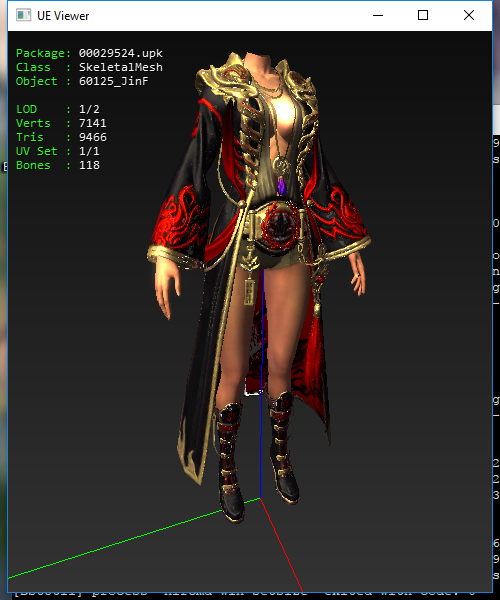 UE Viewer
Package: 00029524.upk
Class : SkeletalMesh
Object : 60125_JinF
LOD : 1/2
Verts : 7141
Tris : 9466
UV Set : 1/1
Bones : 118